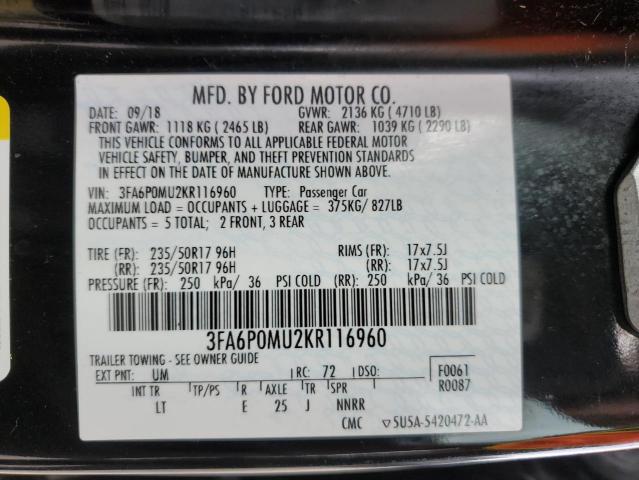 MFD. BY FORD MOTOR CO.
DATE: 09/18 GVWR: 2136 KG ( 4710 LB)
FRONT GAWR: 1118 KG ( 2465 LB) REAR GAWR: 1039 KG ( 2290 LB)
THIS VEHICLE CONFORMS TO ALL APPLICABLE FEDERAL MOTOR
VEHICLE SAFETY, BUMPER, AND THEFT PREVENTION STANDARDS
IN EFFECT ON THE DATE OF MANUFACTURE SHOWN ABOVE.
VIN: 3FA6P0MU2KR116960 TYPE: Passenger Car
MAXIMUM LOAD = OCCUPANTS + LUGGAGE = 375KG/ 827LB
OCCUPANTS = 5 TOTAL; 2 FRONT, 3 REAR
TIRE (FR): 235/50R17 96H RIMS (FR): 17x7.5J
(RR): 235/50R17 96H (RR): 17x7.5J
PRESSURE (FR): 250 kPa/ 36 PSI COLD (RR): 250 kPa/ 36 PSI COLD
3FA6P0MU2KR116960
TRAILER TOWING - SEE OWNER GUIDE
EXT PNT: UM RC: 72 DSO: F0061
INT TR TP/PS R AXLE TR SPR R0087
LT E 25 J NNRR
CMC ▽5U5A-5420472-AA